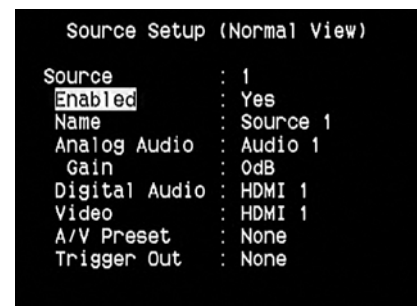 Source Setup (Normal View)
Source : 1
Enabled : Yes
Name : Source 1
Analog Audio : Audio 1
Gain : 0dB
Digital Audio : HDMI 1
Video : HDMI 1
A/V Preset : None
Trigger Out : None